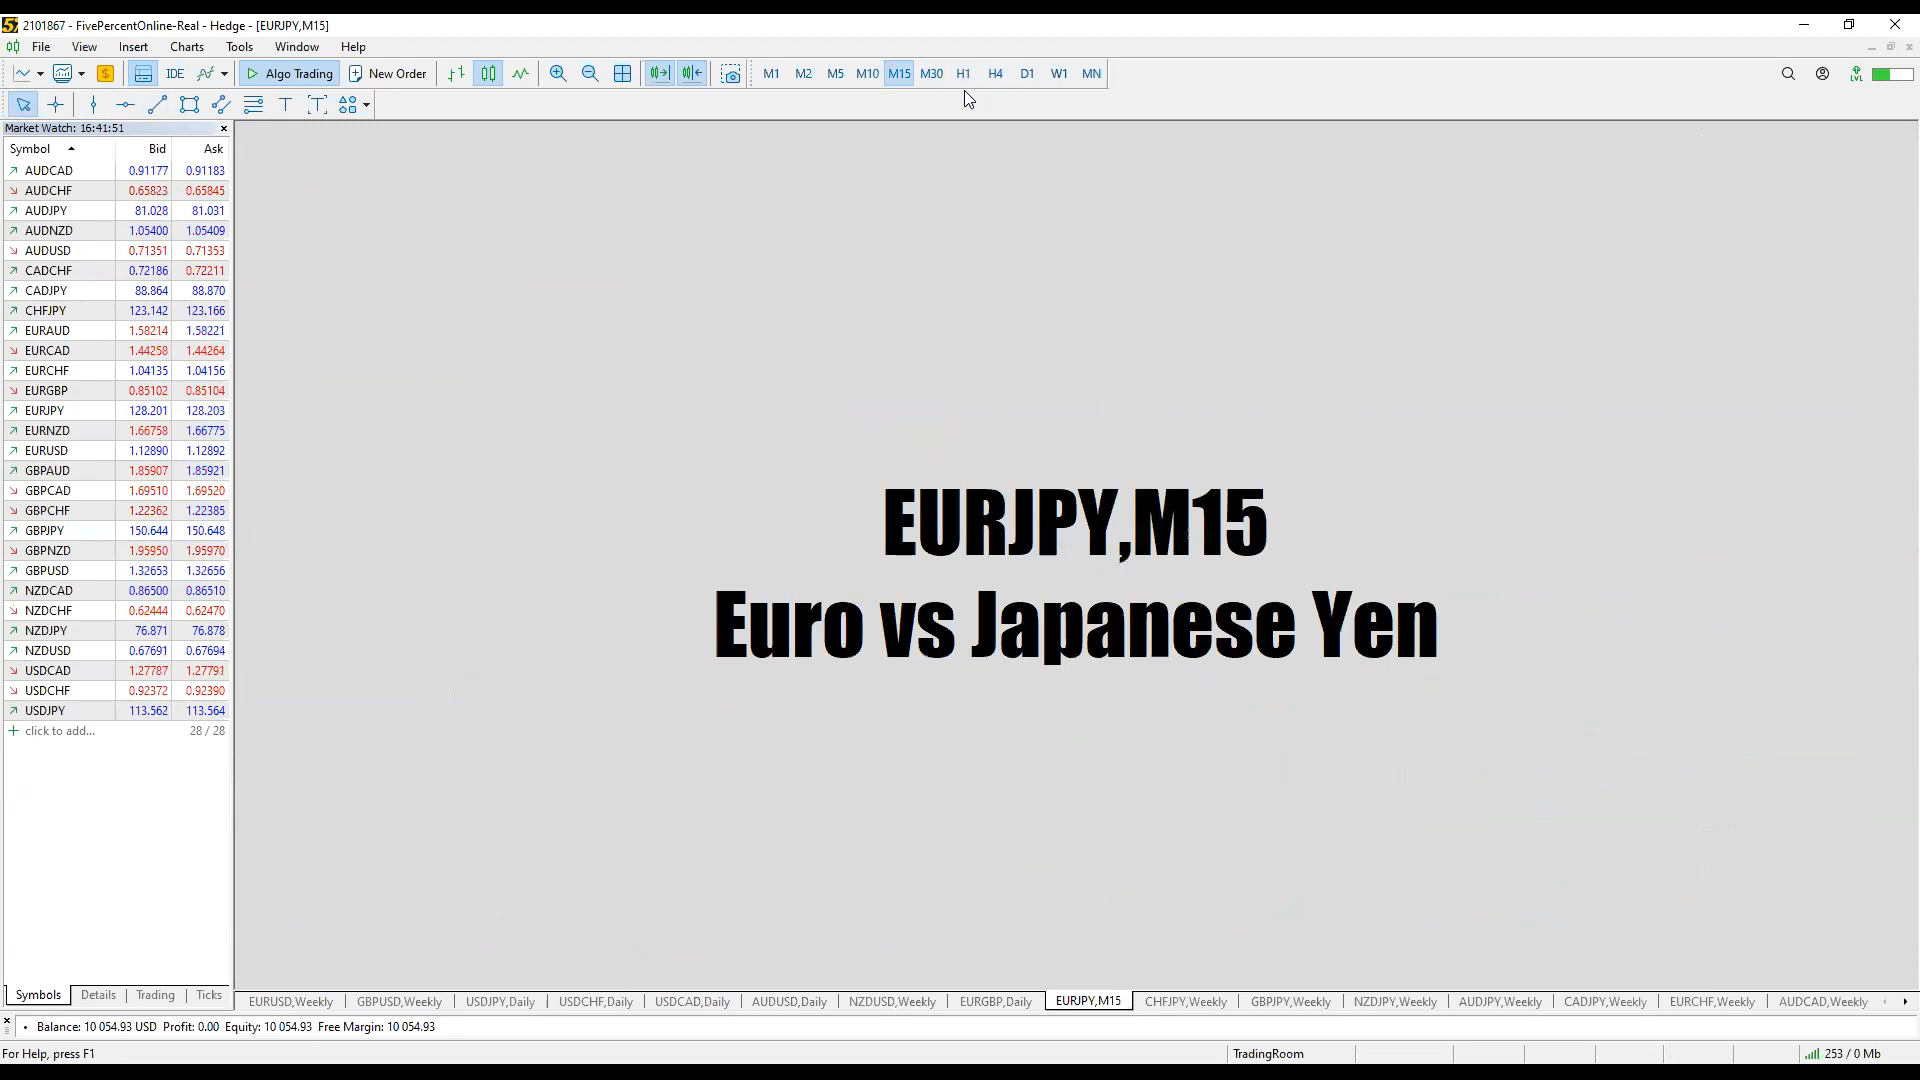 2101867 - FivePercentOnline-Real - Hedge - [EURJPY,M15]
File View Insert Charts Tools Window Help
IDE Algo Trading New Order M1 M2 M5 M10 M15 M30 H1 H4 D1 W1 MN LVL
Market Watch: 16:41:51
Symbol Bid Ask
AUDCAD 0.91177 0.91183
AUDCHF 0.65823 0.65845
AUDJPY 81.028 81.031
AUDNZD 1.05400 1.05409
AUDUSD 0.71351 0.71353
CADCHF 0.72186 0.72211
CADJPY 88.864 88.870
CHFJPY 123.142 123.166
EURAUD 1.58214 1.58221
EURCAD 1.44258 1.44264
EURCHF 1.04135 1.04156
EURGBP 0.85102 0.85104
EURJPY 128.201 128.203
EURNZD 1.66758 1.66775
EURUSD 1.12890 1.12892
GBPAUD 1.85907 1.85921
GBPCAD 1.69510 1.69520
GBPCHF 1.22362 1.22385
GBPJPY 150.644 150.648
GBPNZD 1.95950 1.95970
GBPUSD 1.32653 1.32656
NZDCAD 0.86500 0.86510
NZDCHF 0.62444 0.62470
NZDJPY 76.871 76.878
NZDUSD 0.67691 0.67694
USDCAD 1.27787 1.27791
USDCHF 0.92372 0.92390
USDJPY 113.562 113.564
click to add... 28 / 28
EURJPY,M15
Euro vs Japanese Yen
Symbols Details Trading Ticks
EURUSD,Weekly GBPUSD,Weekly USDJPY,Daily USDCHF,Daily USDCAD,Daily AUDUSD,Daily NZDUSD,Weekly EURGBP,Daily EURJPY,M15 CHFJPY,Weekly GBPJPY,Weekly NZDJPY,Weekly AUDJPY,Weekly CADJPY,Weekly EURCHF,Weekly AUDCAD,Weekly
Balance: 10 054.93 USD Profit: 0.00 Equity: 10 054.93 Free Margin: 10 054.93
For Help, press F1 TradingRoom 253 / 0 Mb